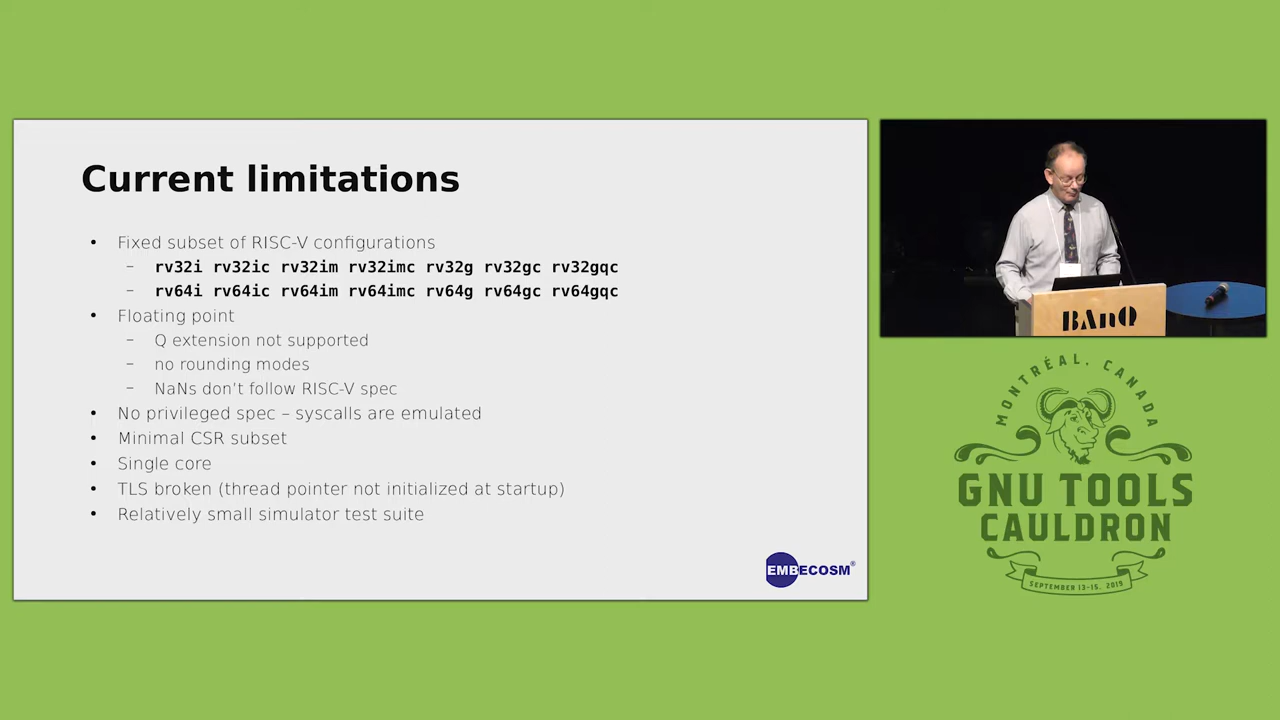 Current limitations
• Fixed subset of RISC-V configurations
– rv32i rv32ic rv32im rv32imc rv32g rv32gc rv32gqc
– rv64i rv64ic rv64im rv64imc rv64g rv64gc rv64gqc
• Floating point
– Q extension not supported
– no rounding modes
– NaNs don’t follow RISC-V spec
• No privileged spec – syscalls are emulated
• Minimal CSR subset
• Single core
• TLS broken (thread pointer not initialized at startup)
• Relatively small simulator test suite
EMBECOSM®
BAnQ
MONTRÉAL, CANADA
GNU TOOLS
CAULDRON
SEPTEMBER 13-15, 2019